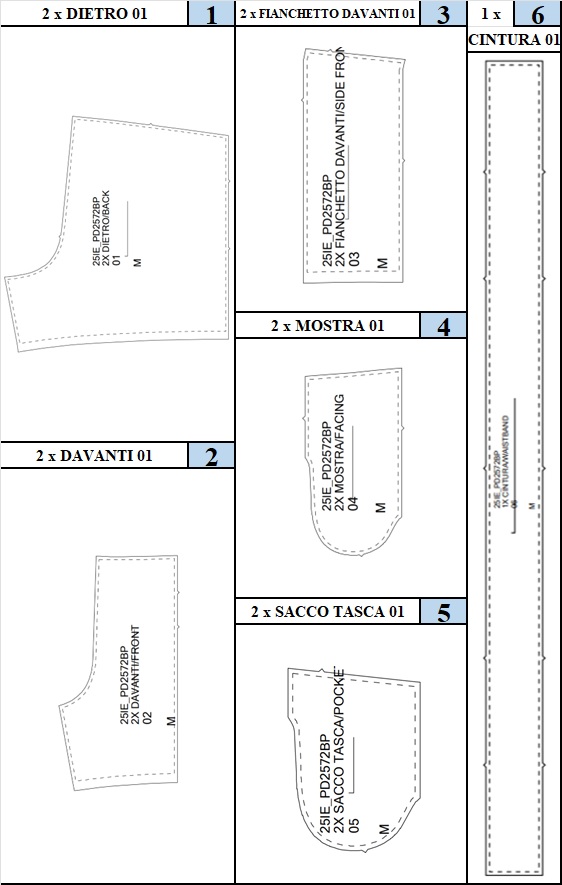 2 x DIETRO 01 1
25IE_PD2572BP
2X DIETRO/BACK
01
M
2 x DAVANTI 01 2
25IE_PD2572BP
2X DAVANTI/FRONT
02
M
2 x FIANCHETTO DAVANTI 01 3
25IE_PD2572BP
2X FIANCHETTO DAVANTI/SIDE FRON
03
M
2 x MOSTRA 01 4
25IE_PD2572BP
2X MOSTRA/FACING
04
M
2 x SACCO TASCA 01 5
25IE_PD2572BP
2X SACCO TASCA/POCKE
05
M
1 x 6
CINTURA 01
25IE_PD2572BP
1X CINTURA/WAISTBAND
06
M